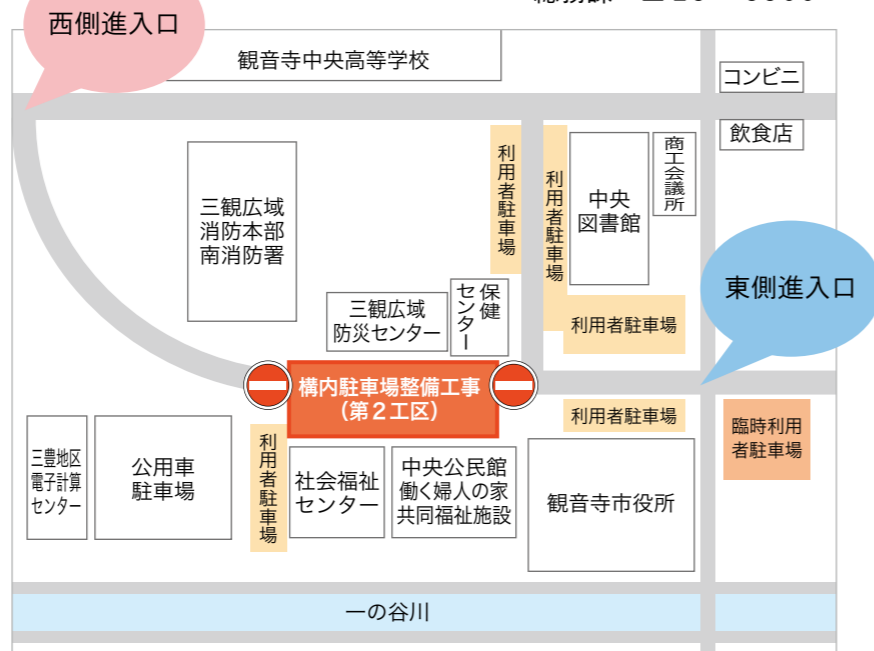 西側進入口
観音寺中央高等学校
コンビニ
飲食店
商工会議所
中央
図書館
利用者駐車場
利用者駐車場
三観広域
消防本部
南消防署
東側進入口
保健
センター
三観広域
防災センター
利用者駐車場
構内駐車場整備工事
(第2工区)
利用者駐車場
臨時利用
者駐車場
三豊地区
電子計算
センター
公用車
駐車場
利用者駐車場
社会福祉
センター
中央公民館
働く婦人の家
共同福祉施設
観音寺市役所
一の谷川